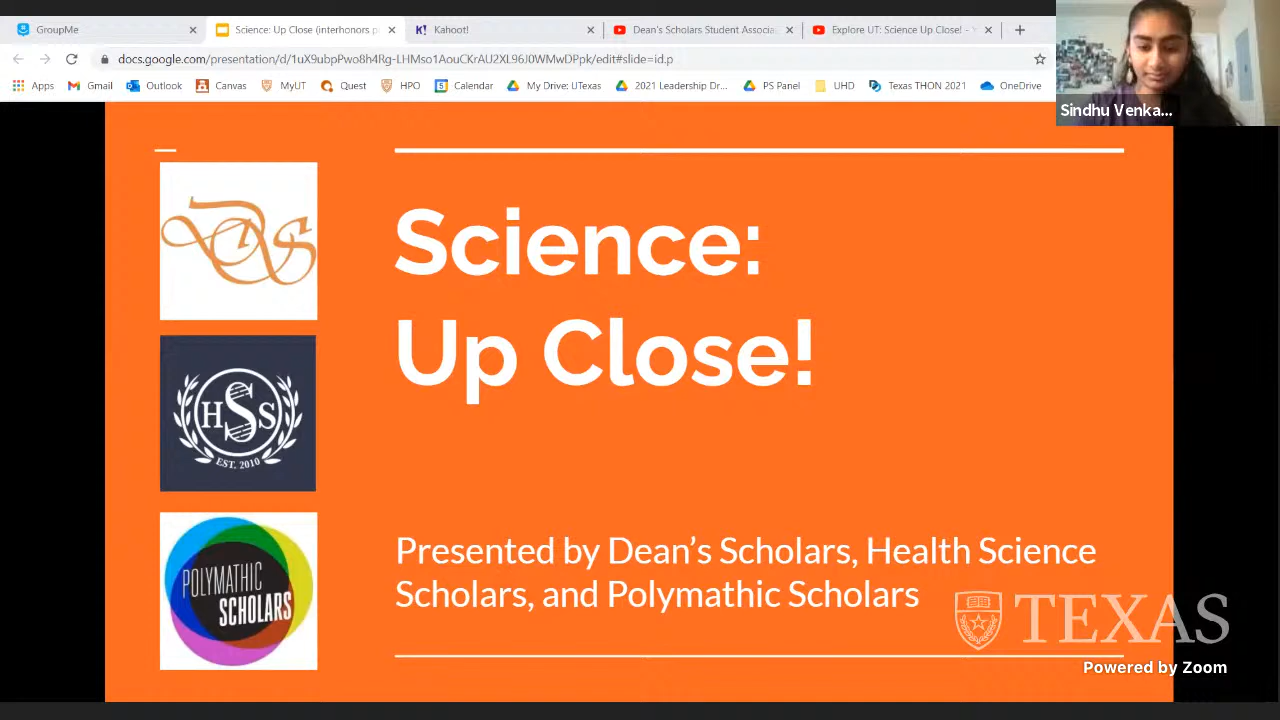 GroupMe
Science: Up Close (interhonors p
Kahoot!
Dean's Scholars Student Associa
Explore UT: Science Up Close! -
docs.google.com/presentation/d/1uX9ubpPwo8h4Rg-LHMso1AouCKrAU2XL96J0WMwDPpk/edit#slide=id.p
Apps
Gmail
Outlook
Canvas
MyUT
Quest
HPO
Calendar
My Drive: UTexas
2021 Leadership Dr...
PS Panel
UHD
Texas THON 2021
OneDrive
Sindhu Venka...
DS
HSS
EST. 2010
POLYMATHIC
SCHOLARS
Science:
Up Close!
Presented by Dean's Scholars, Health Science
Scholars, and Polymathic Scholars
TEXAS
Powered by Zoom